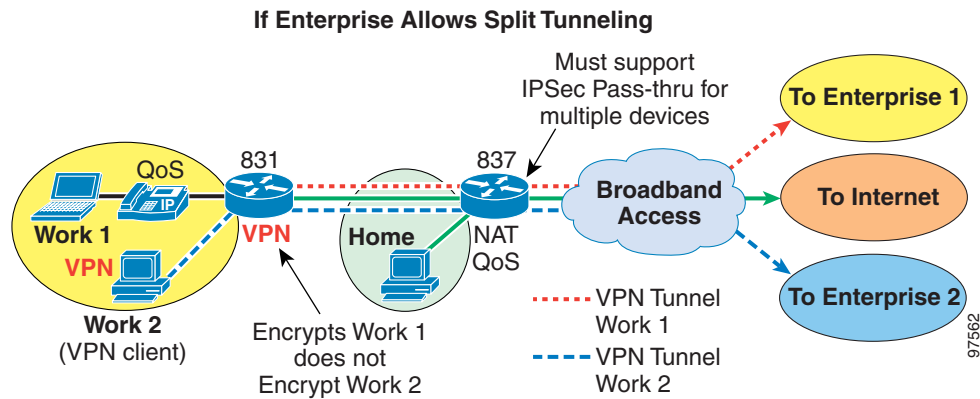 If Enterprise Allows Split Tunneling
Must support
IPSec Pass-thru for
multiple devices
To Enterprise 1
QoS
831
837
IP
Broadband
Access
To Internet
Work 1
VPN
Home
NAT
QoS
VPN
Work 2
(VPN client)
Encrypts Work 1
does not
Encrypt Work 2
VPN Tunnel
Work 1
VPN Tunnel
Work 2
To Enterprise 2
97562